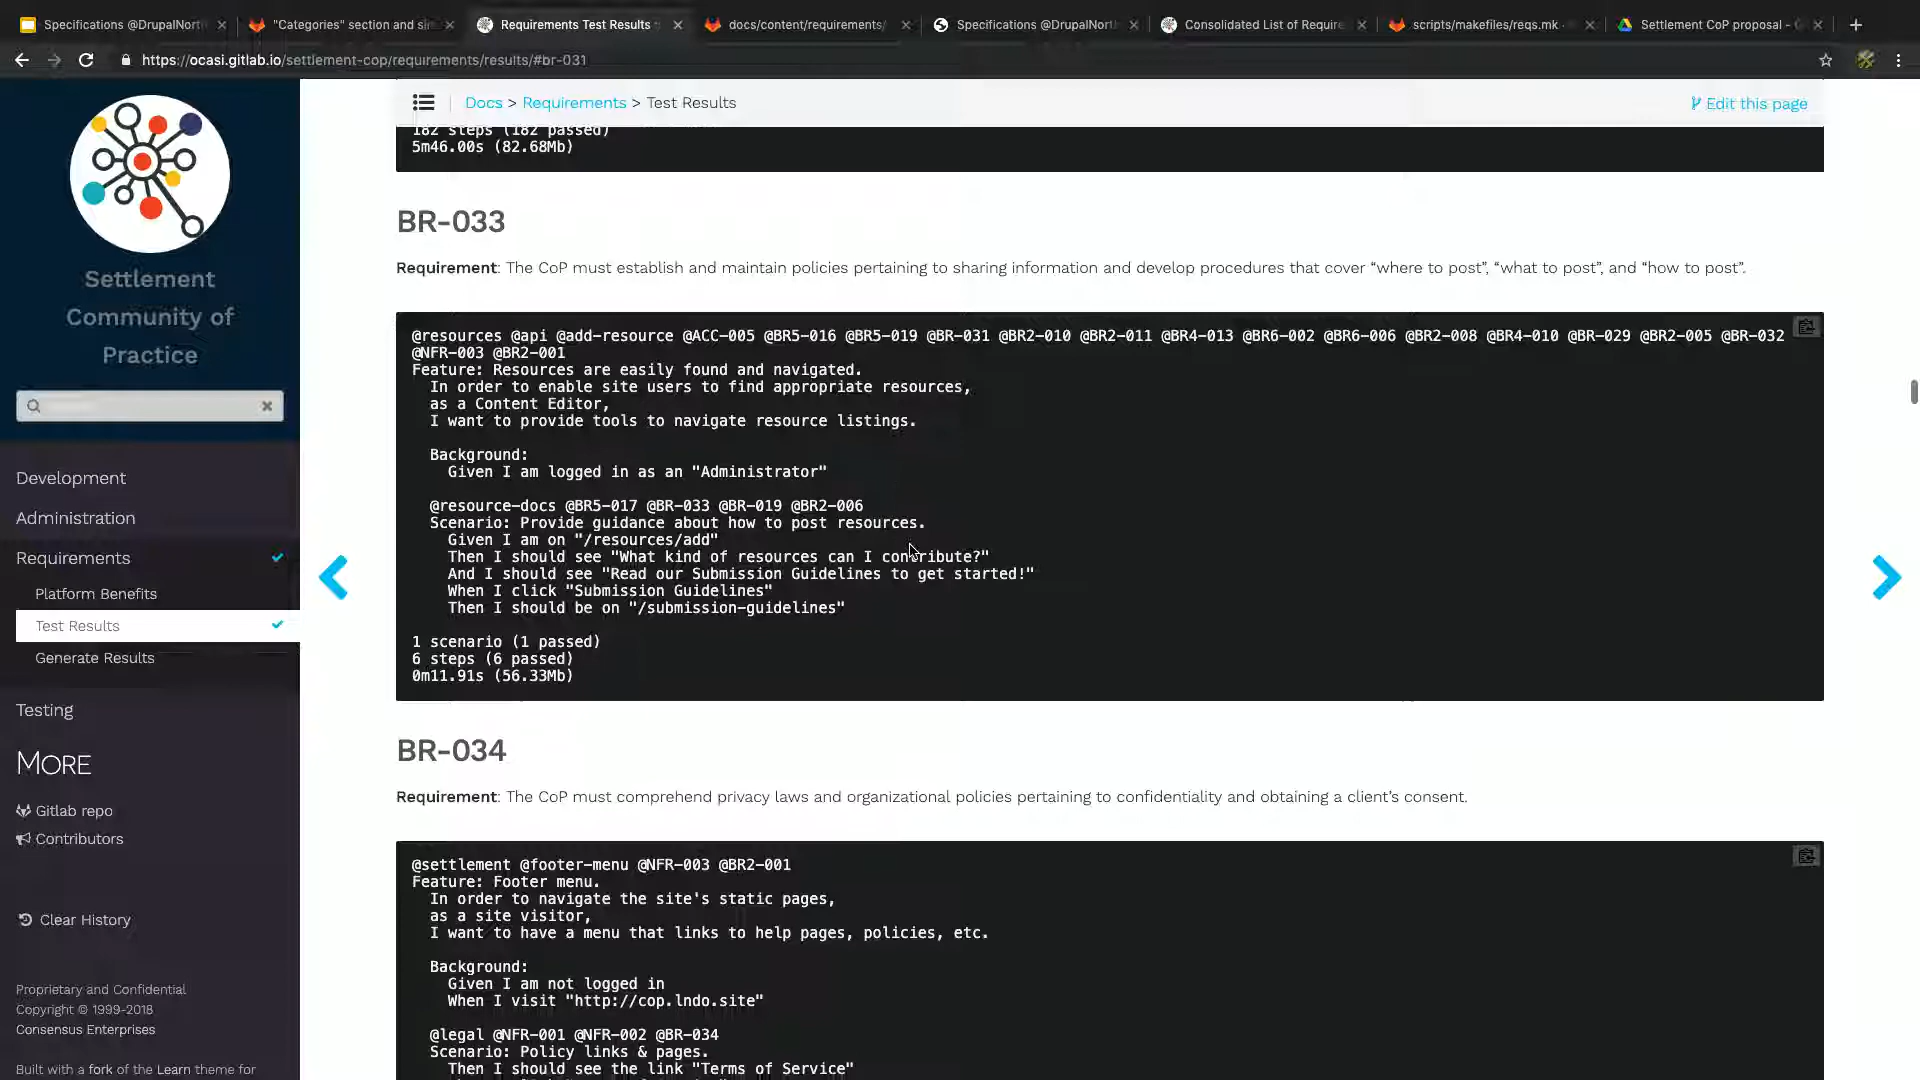 Specifications @DrupalNort
"Categories" section and si
Requirements Test Results
docs/content/requirements/
Specifications @DrupalNort
Consolidated List of Require
scripts/makefiles/reqs.mk ·
Settlement CoP proposal -
https://ocasi.gitlab.io/settlement-cop/requirements/results/#br-031
Docs > Requirements > Test Results
Edit this page
182 steps (182 passed)
5m46.00s (82.68Mb)
BR-033
Requirement: The CoP must establish and maintain policies pertaining to sharing information and develop procedures that cover “where to post”, “what to post”, and “how to post”.
@resources @api @add-resource @ACC-005 @BR5-016 @BR5-019 @BR-031 @BR2-010 @BR2-011 @BR4-013 @BR6-002 @BR6-006 @BR2-008 @BR4-010 @BR-029 @BR2-005 @BR-032
@NFR-003 @BR2-001
Feature: Resources are easily found and navigated.
In order to enable site users to find appropriate resources,
as a Content Editor,
I want to provide tools to navigate resource listings.
Background:
Given I am logged in as an "Administrator"
@resource-docs @BR5-017 @BR-033 @BR-019 @BR2-006
Scenario: Provide guidance about how to post resources.
Given I am on "/resources/add"
Then I should see "What kind of resources can I contribute?"
And I should see "Read our Submission Guidelines to get started!"
When I click "Submission Guidelines"
Then I should be on "/submission-guidelines"
1 scenario (1 passed)
6 steps (6 passed)
0m11.91s (56.33Mb)
BR-034
Requirement: The CoP must comprehend privacy laws and organizational policies pertaining to confidentiality and obtaining a client’s consent.
@settlement @footer-menu @NFR-003 @BR2-001
Feature: Footer menu.
In order to navigate the site's static pages,
as a site visitor,
I want to have a menu that links to help pages, policies, etc.
Background:
Given I am not logged in
When I visit "http://cop.lndo.site"
@legal @NFR-001 @NFR-002 @BR-034
Scenario: Policy links & pages.
Then I should see the link "Terms of Service"
Settlement
Community of
Practice
Development
Administration
Requirements
Platform Benefits
Test Results
Generate Results
Testing
MORE
Gitlab repo
Contributors
Clear History
Proprietary and Confidential
Copyright © 1999-2018
Consensus Enterprises
Built with a fork of the Learn theme for